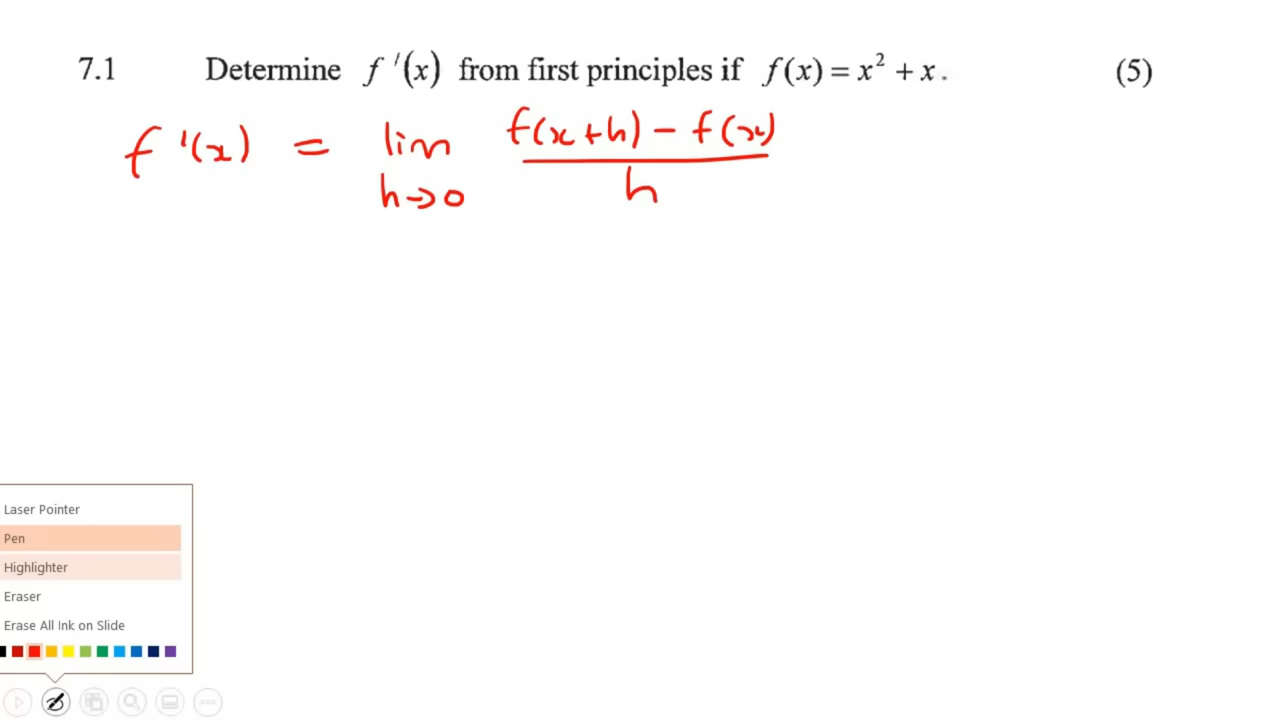 7.1 Determine f ′(x) from first principles if f(x) = x² + x. (5)
f '(x) = lim h→0 f(x+h) − f(x) / h
Laser Pointer
Pen
Highlighter
Eraser
Erase All Ink on Slide